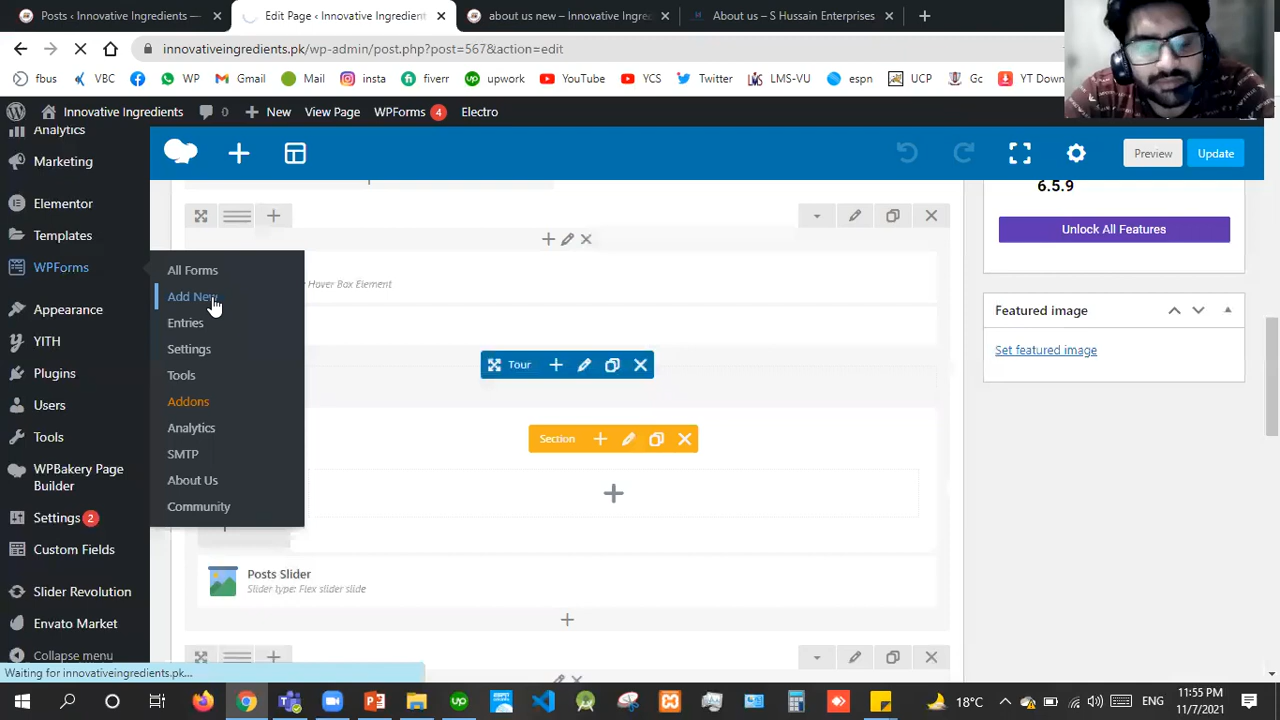 Posts ‹ Innovative Ingredients —
Edit Page ‹ Innovative Ingredient
about us new – Innovative Ingre
About us – S Hussain Enterprises
innovativeingredients.pk/wp-admin/post.php?post=567&action=edit
fbus
VBC
WP
Gmail
Mail
insta
fiverr
upwork
YouTube
YCS
Twitter
LMS-VU
espn
UCP
Gc
YT Down
Innovative Ingredients
0
New
View Page
WPForms 4
Electro
Analytics
Marketing
Elementor
Templates
WPForms
Appearance
YITH
Plugins
Users
Tools
WPBakery Page
Builder
Settings 2
Custom Fields
Slider Revolution
Envato Market
Collapse menu
All Forms
Add New
Entries
Settings
Tools
Addons
Analytics
SMTP
About Us
Community
Preview
Update
Hover Box Element
Tour
Section
Posts Slider
Slider type: Flex slider slide
6.5.9
Unlock All Features
Featured image
Set featured image
Waiting for innovativeingredients.pk...
18°C
ENG
11:55 PM
11/7/2021